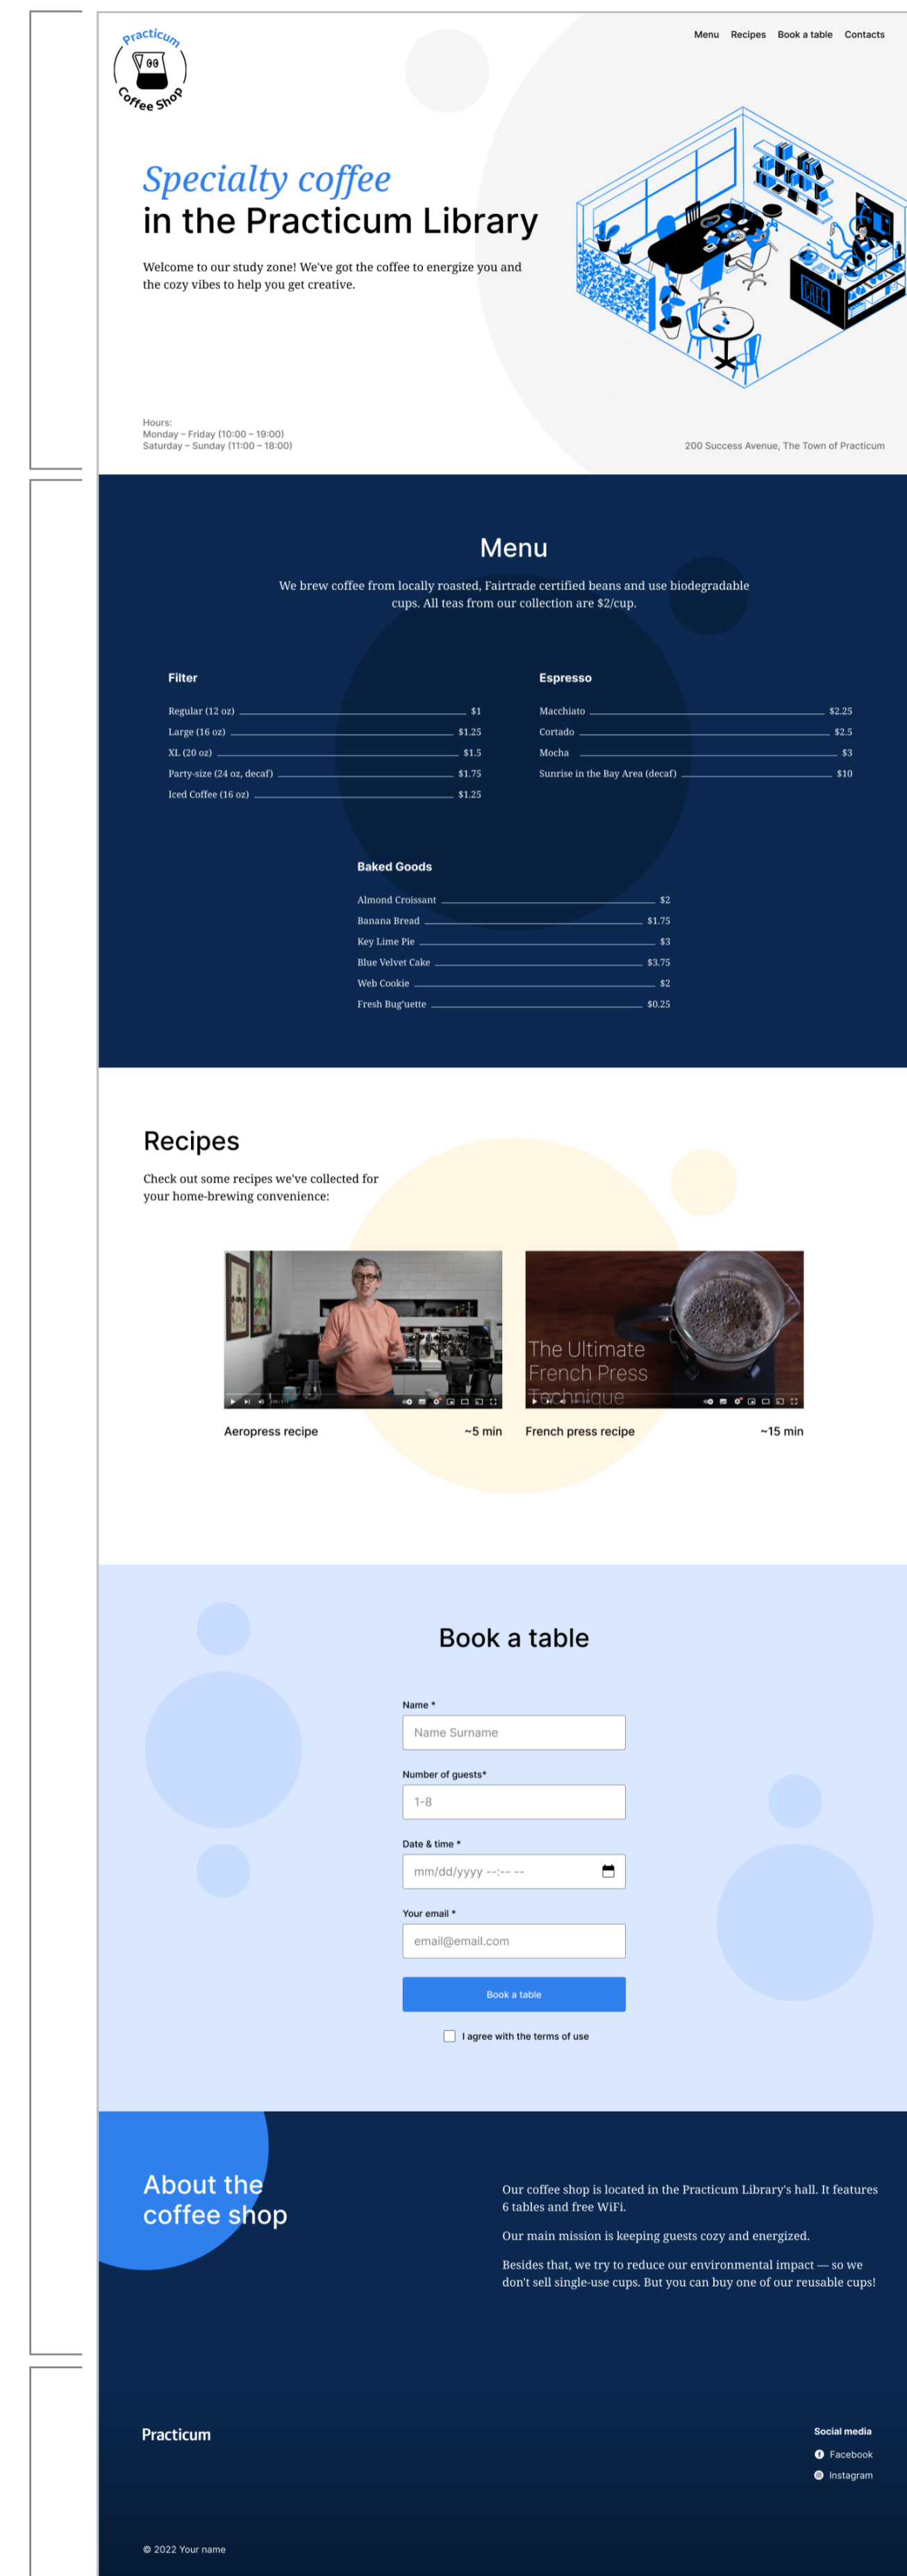 Practicum
Coffee Shop
Menu Recipes Book a table Contacts
Specialty coffee
in the Practicum Library
Welcome to our study zone! We've got the coffee to energize you and
the cozy vibes to help you get creative.
CAFE
Hours:
Monday – Friday (10:00 – 19:00)
Saturday – Sunday (11:00 – 18:00)
200 Success Avenue, The Town of Practicum
Menu
We brew coffee from locally roasted, Fairtrade certified beans and use biodegradable
cups. All teas from our collection are $2/cup.
Filter
Regular (12 oz) $1
Large (16 oz) $1.25
XL (20 oz) $1.5
Party-size (24 oz, decaf) $1.75
Iced Coffee (16 oz) $1.25
Espresso
Macchiato $2.25
Cortado $2.5
Mocha $3
Sunrise in the Bay Area (decaf) $10
Baked Goods
Almond Croissant $2
Banana Bread $1.75
Key Lime Pie $3
Blue Velvet Cake $3.75
Web Cookie $2
Fresh Bug'uette $0.25
Recipes
Check out some recipes we've collected for
your home-brewing convenience:
The Ultimate
French Press
Technique
Aeropress recipe ~5 min
French press recipe ~15 min
Book a table
Name *
Name Surname
Number of guests*
1-8
Date & time *
mm/dd/yyyy --:-- --
Your email *
email@email.com
Book a table
I agree with the terms of use
About the
coffee shop
Our coffee shop is located in the Practicum Library's hall. It features
6 tables and free WiFi.
Our main mission is keeping guests cozy and energized.
Besides that, we try to reduce our environmental impact — so we
don't sell single-use cups. But you can buy one of our reusable cups!
Practicum
Social media
Facebook
Instagram
© 2022 Your name